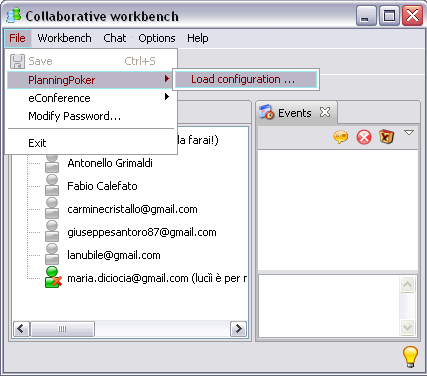 Collaborative workbench
File Workbench Chat Options Help
Save Ctrl+S
PlanningPoker
Load configuration ...
eConference
Modify Password...
Exit
Events
la farai!)
Antonello Grimaldi
Fabio Calefato
carminecristallo@gmail.com
giuseppesantoro87@gmail.com
lanubile@gmail.com
maria.diciocia@gmail.com (lucìì è per r